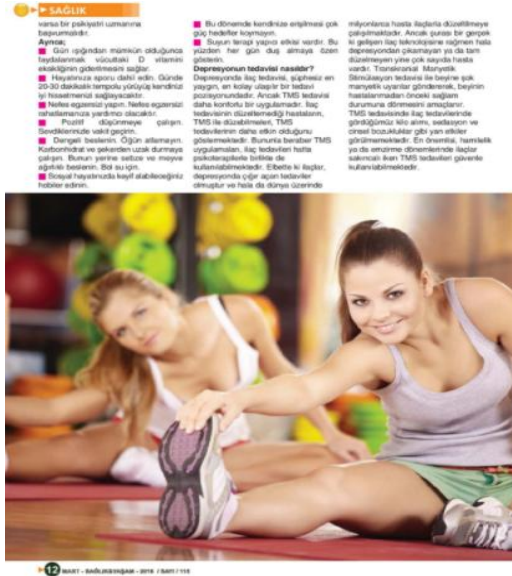 SAĞLIK
varsa bir psikiyatri uzmanına
başvurmalıdır.
Ayrıca;
Gün ışığından mümkün olduğunca
faydalanmak vücuttaki D vitamini
eksikliğinin giderilmesini sağlar.
Hayatınıza sporu dahil edin. Günde
20-30 dakikalık tempolu yürüyüş kendinizi
iyi hissetmenizi sağlayacaktır.
Nefes egzersizi yapın. Nefes egzersizi
rahatlamanıza yardımcı olacaktır.
Pozitif düşünmeye çalışın.
Sevdiklerinizle vakit geçirin.
Dengeli beslenin. Öğün atlamayın.
Karbonhidrat ve şekerden uzak durmaya
çalışın. Bunun yerine sebze ve meyve
ağırlıklı beslenin. Bol su için.
Sosyal hayatınızda keyif alabileceğiniz
hobiler edinin.
Bu dönemde kendinize erişilmesi çok
güç hedefler koymayın.
Suyun terapi yapıcı etkisi vardır. Bu
yüzden her gün duş almaya özen
gösterin.
Depresyonun tedavisi nasıldır?
Depresyonda ilaç tedavisi, şüphesiz en
yaygın, en kolay ulaşılır bir tedavi
pozisyonundadır. Ancak TMS tedavisi
daha konforlu bir uygulamadır. İlaç
tedavisinin düzeltemediği hastaların,
TMS ile düzelmeleri, TMS
tedavilerinin daha etkin olduğunu
göstermektedir. Bununla beraber TMS
uygulamaları, ilaç tedavileri hatta
psikoterapilerle birlikte de
kullanılabilmektedir. Elbette ki ilaçlar,
depresyonda çığır açan tedaviler
olmuştur ve hala da dünya üzerinde
milyonlarca hasta ilaçlarla düzeltilmeye
çalışılmaktadır. Ancak şurası bir gerçek
ki gelişen ilaç teknolojisine rağmen hala
depresyondan çıkamayan ya da tam
düzelmeyen yine çok sayıda hasta
vardır. Transkranial Manyetik
Stimülasyon tedavisi ile beyine şok
manyetik uyarılar göndererek, beyinin
hastalanmadan önceki sağlam
durumuna dönmesini amaçlanır.
TMS tedavisinde ilaç tedavilerinde
gördüğümüz kilo alımı, sedasyon ve
cinsel bozukluklar gibi yan etkiler
görülmemektedir. En önemlisi, hamilelik
ya da emzirme dönemlerinde ilaçlar
sakıncalı iken TMS tedavileri güvenle
kullanılabilmektedir.
12 MART - SAĞLIKBİŞAM - 2016 / SAYI / 115